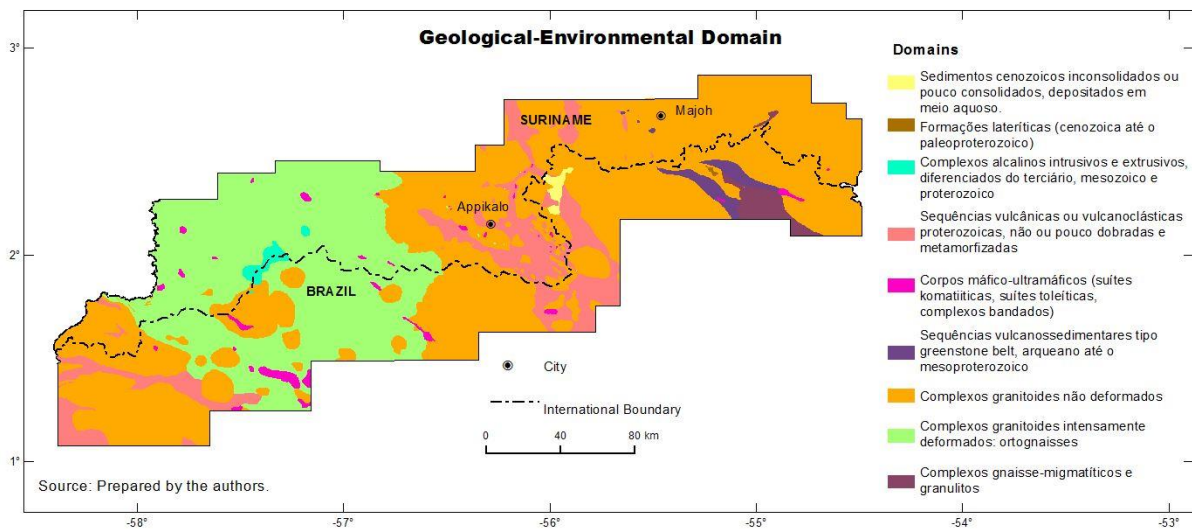 Geological-Environmental Domain
3°
2°
1°
SURINAME
Majoh
Appikalo
BRAZIL
City
International Boundary
0 40 80 km
Source: Prepared by the authors.
-58° -57° -56° -55° -54° -53°
Domains
Sedimentos cenozoicos inconsolidados ou
pouco consolidados, depositados em
meio aquoso.
Formações lateríticas (cenozoica até o
paleoproterozoico)
Complexos alcalinos intrusivos e extrusivos,
diferenciados do terciário, mesozoico e
proterozoico
Sequências vulcânicas ou vulcanoclásticas
proterozoicas, não ou pouco dobradas e
metamorfizadas
Corpos máfico-ultramáficos (suítes
komatiiticas, suítes toleíticas,
complexos bandados)
Sequências vulcanossedimentares tipo
greenstone belt, arqueano até o
mesoproterozoico
Complexos granitoides não deformados
Complexos granitoides intensamente
deformados: ortognaisses
Complexos gnaisse-migmatíticos e
granulitos